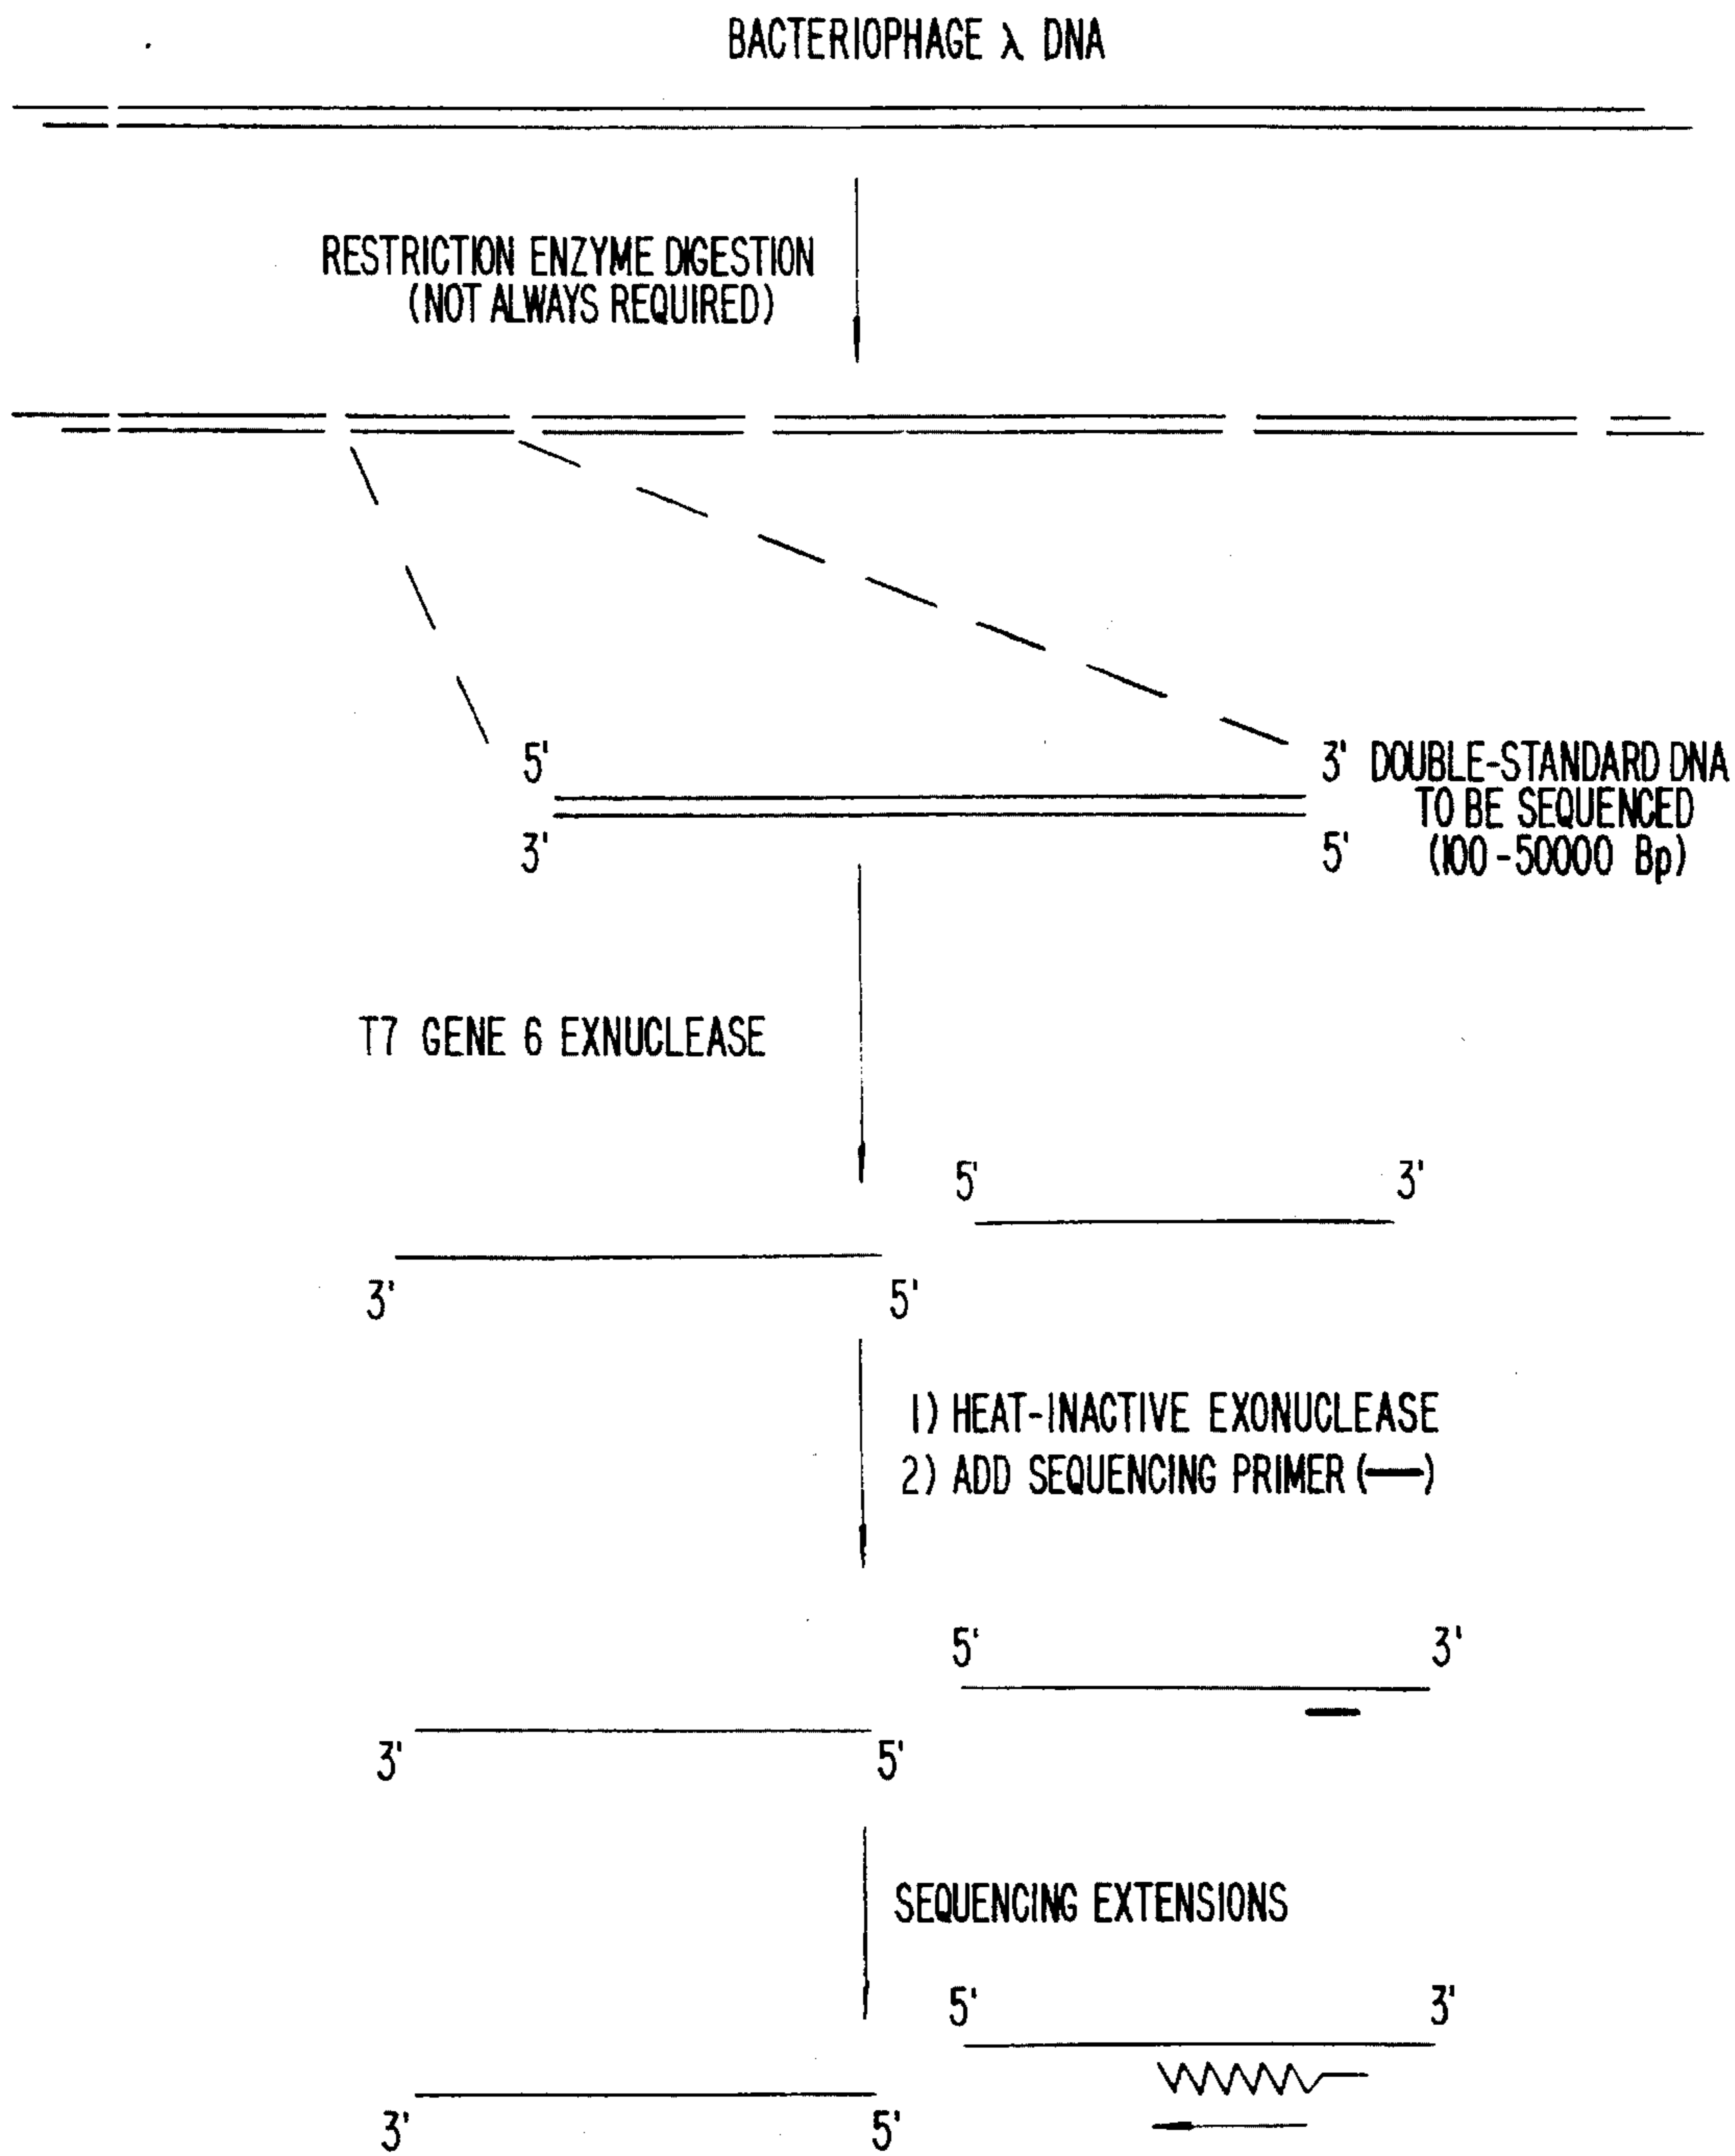 BACTERIOPHAGE λ DNA
RESTRICTION ENZYME DIGESTION
(NOT ALWAYS REQUIRED)
5'
3' DOUBLE-STANDARD DNA
TO BE SEQUENCED
3'
5' (100-50000 Bp)
T7 GENE 6 EXNUCLEASE
5' 3'
3' 5'
1) HEAT-INACTIVE EXONUCLEASE
2) ADD SEQUENCING PRIMER (—)
5' 3'
3' 5'
SEQUENCING EXTENSIONS
5' 3'
3' 5'